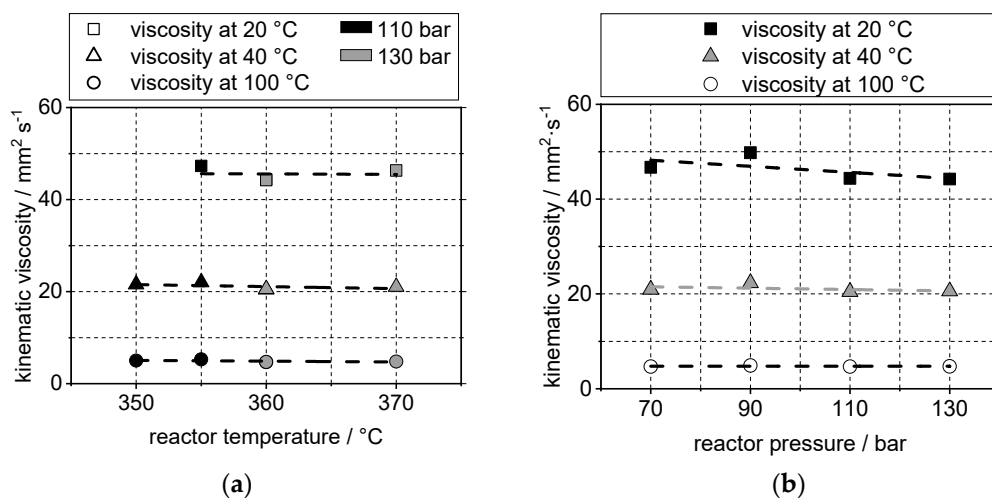 viscosity at 20 °C 110 bar
viscosity at 40 °C 130 bar
viscosity at 100 °C
60
40
20
0
kinematic viscosity / mm² s⁻¹
350 360 370
reactor temperature / °C
(a)
viscosity at 20 °C
viscosity at 40 °C
viscosity at 100 °C
60
40
20
0
kinematic viscosity / mm²·s⁻¹
70 90 110 130
reactor pressure / bar
(b)